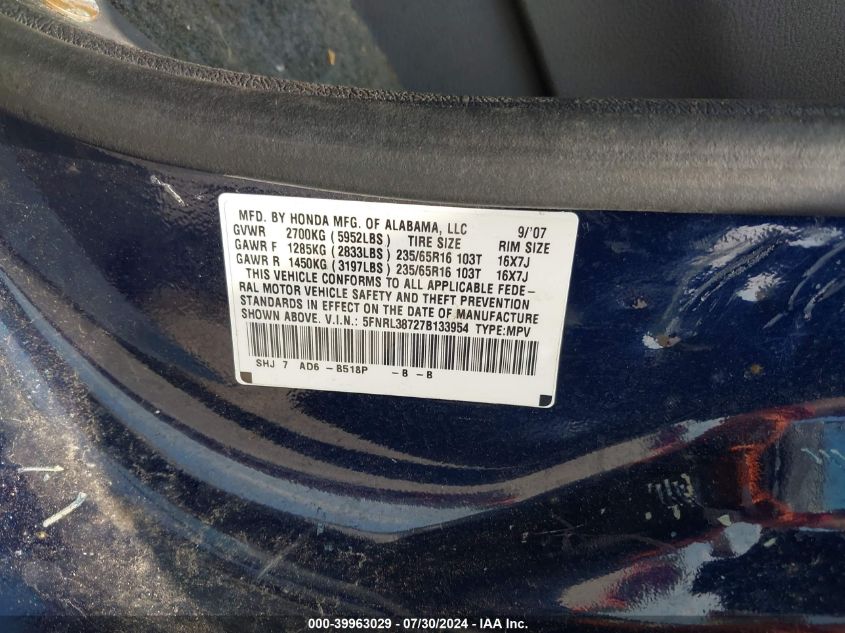 MFD. BY HONDA MFG. OF ALABAMA, LLC 9/'07
GVWR 2700KG (5952LBS) TIRE SIZE RIM SIZE
GAWR F 1285KG (2833LBS) 235/65R16 103T 16X7J
GAWR R 1450KG (3197LBS) 235/65R16 103T 16X7J
THIS VEHICLE CONFORMS TO ALL APPLICABLE FEDE-
RAL MOTOR VEHICLE SAFETY AND THEFT PREVENTION
STANDARDS IN EFFECT ON THE DATE OF MANUFACTURE
SHOWN ABOVE. V.I.N.: 5FNRL38727B133954 TYPE:MPV
SHJ 7 AD6 - B518P - B - B
000-39963029 - 07/30/2024 - IAA Inc.